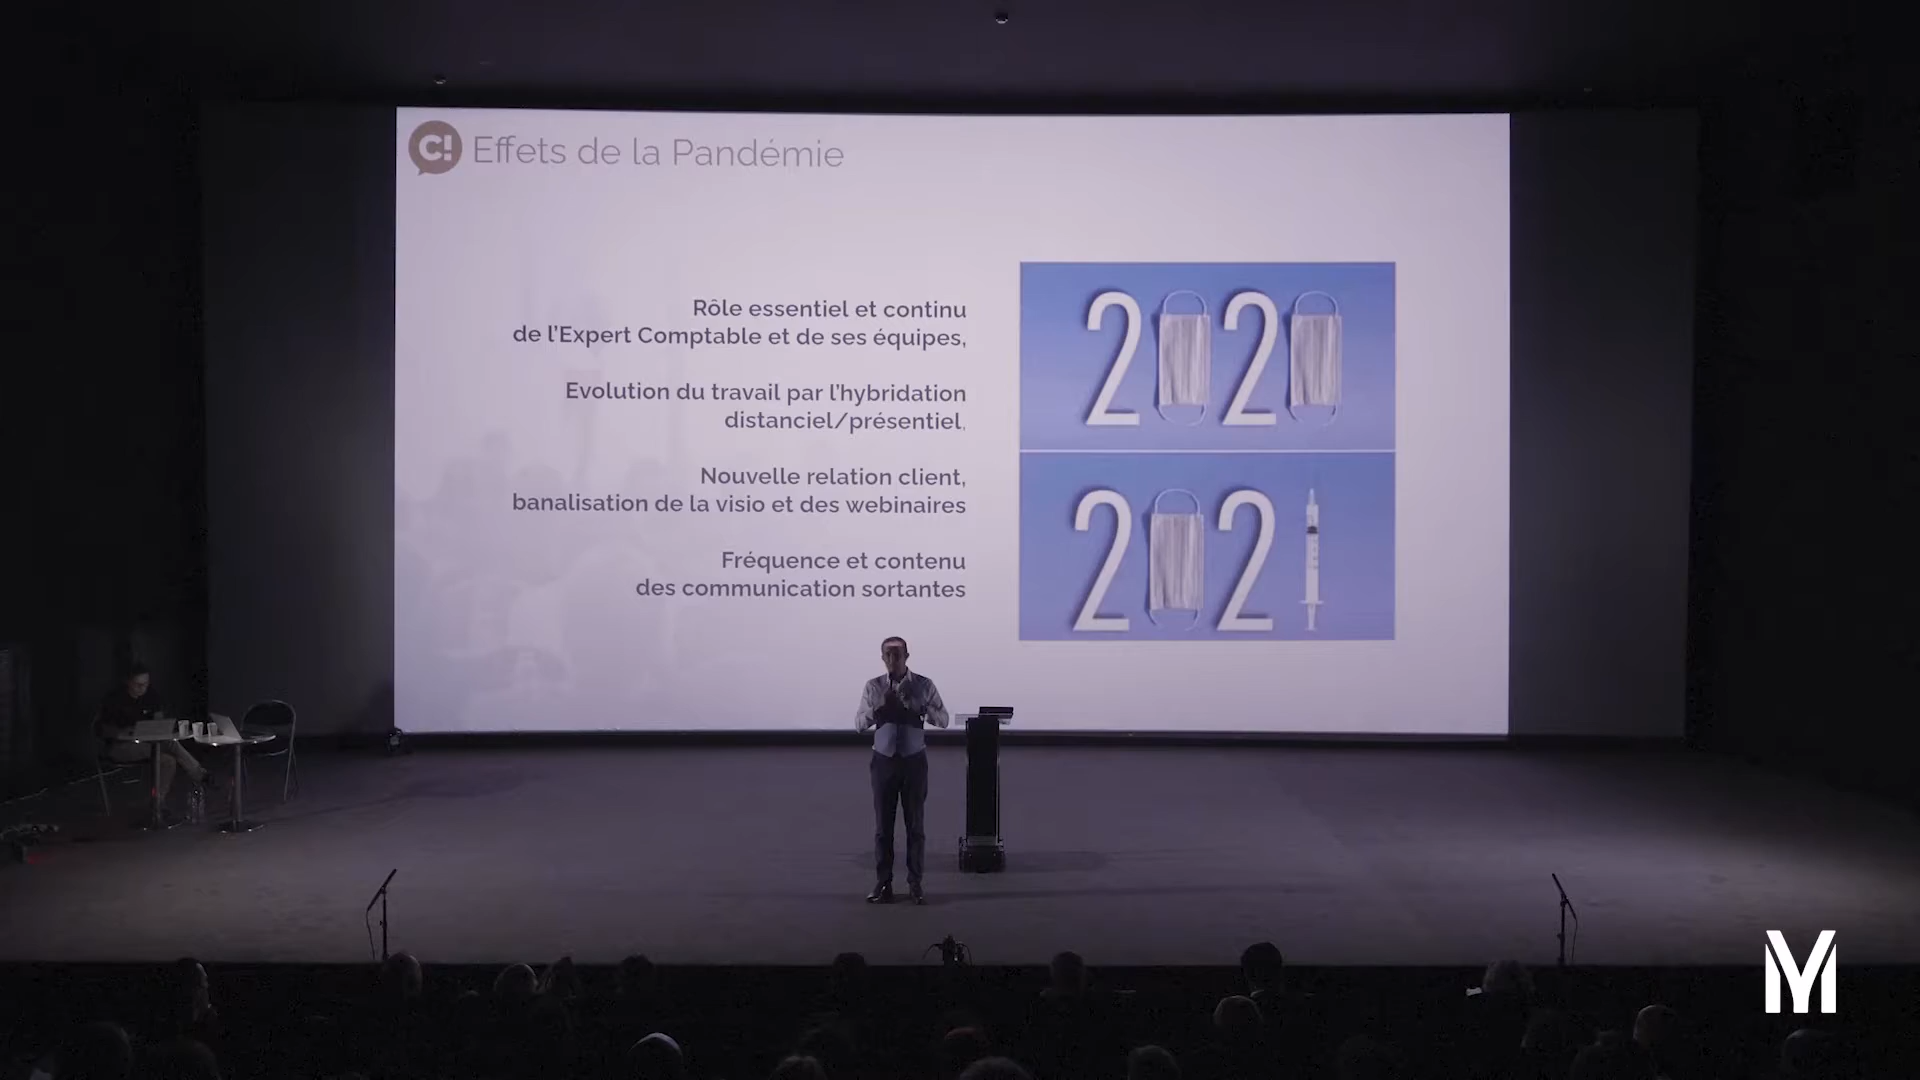 C! Effets de la Pandémie
Rôle essentiel et continu
de l'Expert Comptable et de ses équipes,
Evolution du travail par l'hybridation
distanciel/présentiel,
Nouvelle relation client,
banalisation de la visio et des webinaires
Fréquence et contenu
des communication sortantes
2020
2021
M